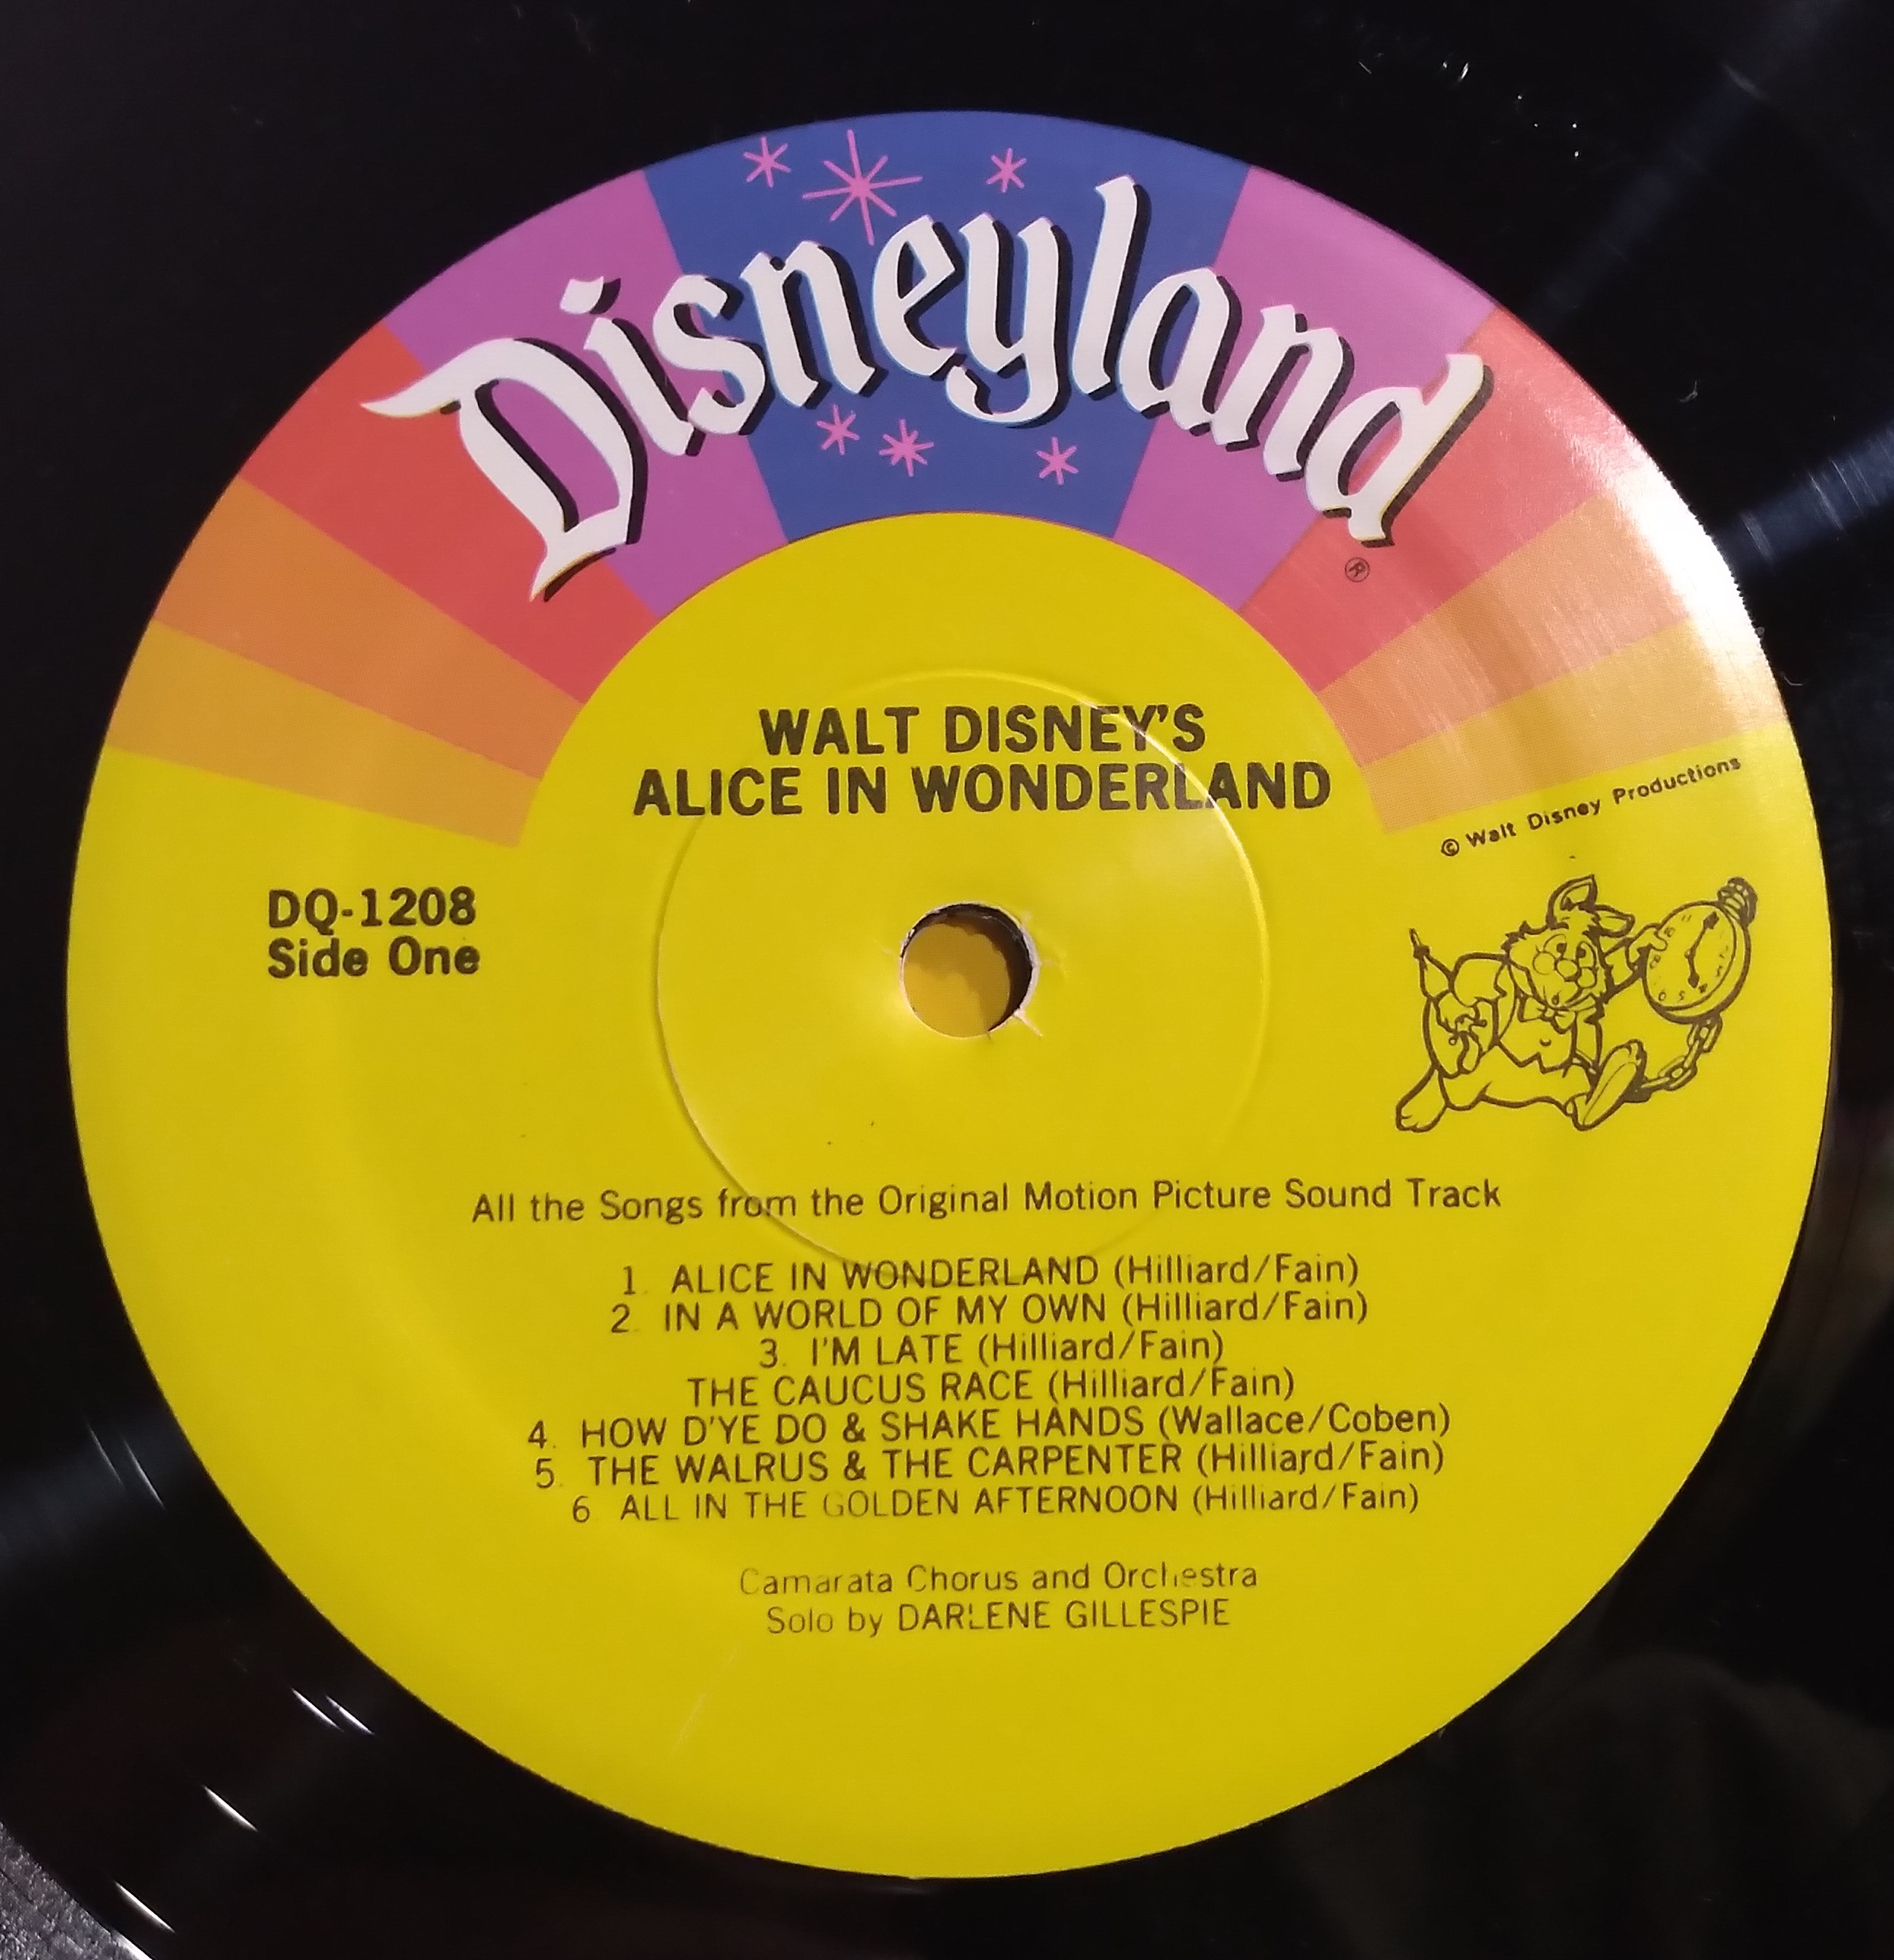 Disneyland
®
WALT DISNEY'S
ALICE IN WONDERLAND
© Walt Disney Productions
DQ-1208
Side One
All the Songs from the Original Motion Picture Sound Track
1. ALICE IN WONDERLAND (Hilliard/Fain)
2. IN A WORLD OF MY OWN (Hilliard/Fain)
3. I'M LATE (Hilliard/Fain)
THE CAUCUS RACE (Hilliard/Fain)
4. HOW D'YE DO & SHAKE HANDS (Wallace/Coben)
5. THE WALRUS & THE CARPENTER (Hilliard/Fain)
6 ALL IN THE GOLDEN AFTERNOON (Hilliard/Fain)
Camarata Chorus and Orchestra
Solo by DARLENE GILLESPIE